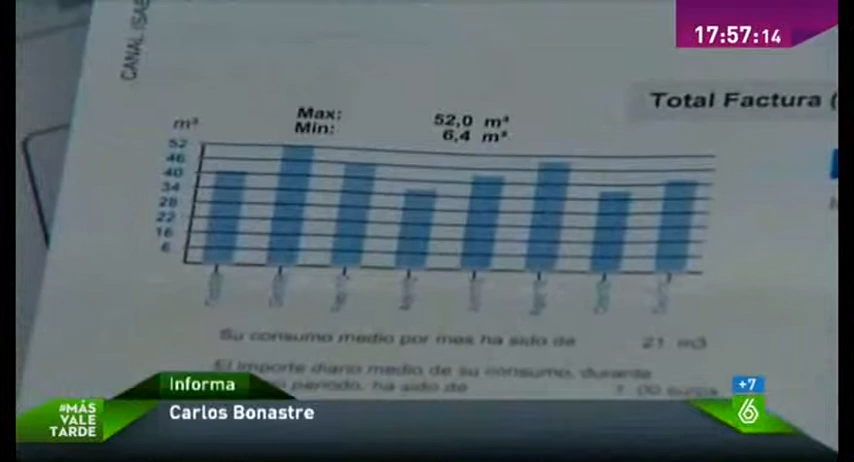 17:57:14
CANAL ISAB
Total Factura (
Max: 52,0 m³
Min: 6,4 m³
m³
52
46
40
34
28
22
16
6
Su consumo medio por mes ha sido de 21 m3
El importe diario medio de su consumo, durante
periodo, ha sido de
Informa
Carlos Bonastre
#MÁS
VALE
TARDE
+7
6